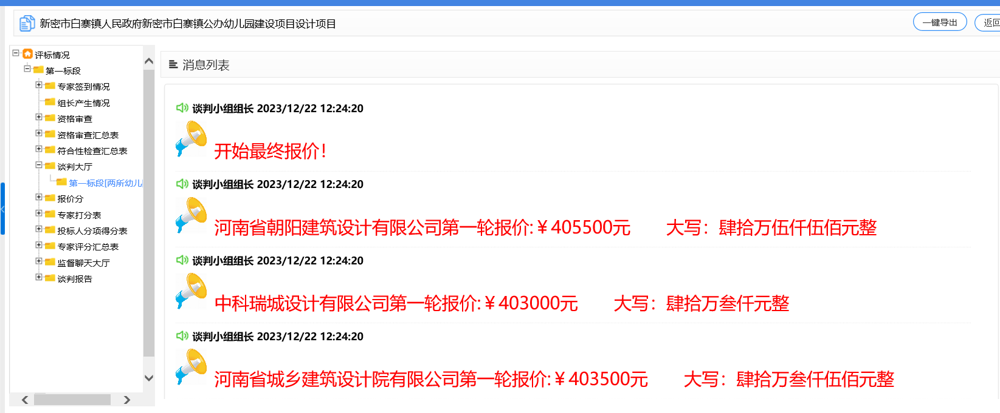 新密市白寨镇人民政府新密市白寨镇公办幼儿园建设项目设计项目
一键导出
返回
评标情况
第一标段
专家签到情况
组长产生情况
资格审查
资格审查汇总表
符合性检查汇总表
谈判大厅
第一标段[两所幼儿
报价分
专家打分表
投标人分项得分表
专家评分汇总表
监督聊天大厅
谈判报告
消息列表
谈判小组组长 2023/12/22 12:24:20
开始最终报价!
谈判小组组长 2023/12/22 12:24:20
河南省朝阳建筑设计有限公司第一轮报价:￥405500元 大写：肆拾万伍仟伍佰元整
谈判小组组长 2023/12/22 12:24:20
中科瑞城设计有限公司第一轮报价:￥403000元 大写：肆拾万叁仟元整
谈判小组组长 2023/12/22 12:24:20
河南省城乡建筑设计院有限公司第一轮报价:￥403500元 大写：肆拾万叁仟伍佰元整